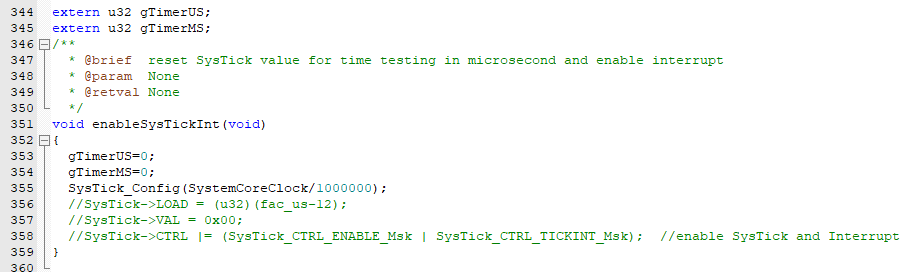 344 extern u32 gTimerUS;
345 extern u32 gTimerMS;
346 /**
347 * @brief  reset SysTick value for time testing in microsecond and enable interrupt
348 * @param  None
349 * @retval None
350 */
351 void enableSysTickInt(void)
352 {
353 gTimerUS=0;
354 gTimerMS=0;
355 SysTick_Config(SystemCoreClock/1000000);
356 //SysTick->LOAD = (u32)(fac_us-12);
357 //SysTick->VAL = 0x00;
358 //SysTick->CTRL |= (SysTick_CTRL_ENABLE_Msk | SysTick_CTRL_TICKINT_Msk);  //enable SysTick and Interrupt
359 }
360